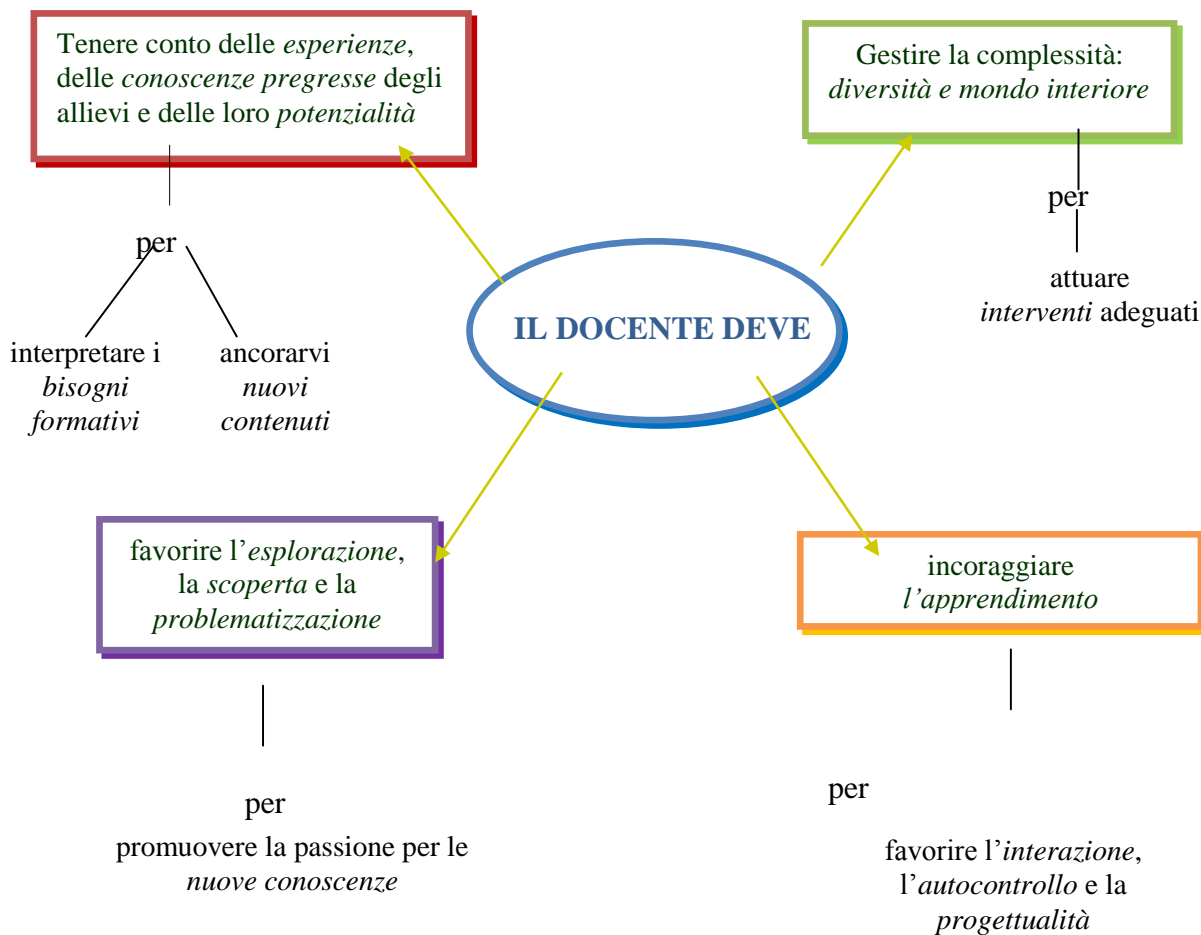 Tenere conto delle esperienze,
delle conoscenze pregresse degli
allievi e delle loro potenzialità
Gestire la complessità:
diversità e mondo interiore
per
per
attuare
interventi adeguati
IL DOCENTE DEVE
interpretare i
bisogni
formativi
ancorarvi
nuovi
contenuti
favorire l’esplorazione,
la scoperta e la
problematizzazione
incoraggiare
l’apprendimento
per
promuovere la passione per le
nuove conoscenze
per
favorire l’interazione,
l’autocontrollo e la
progettualità